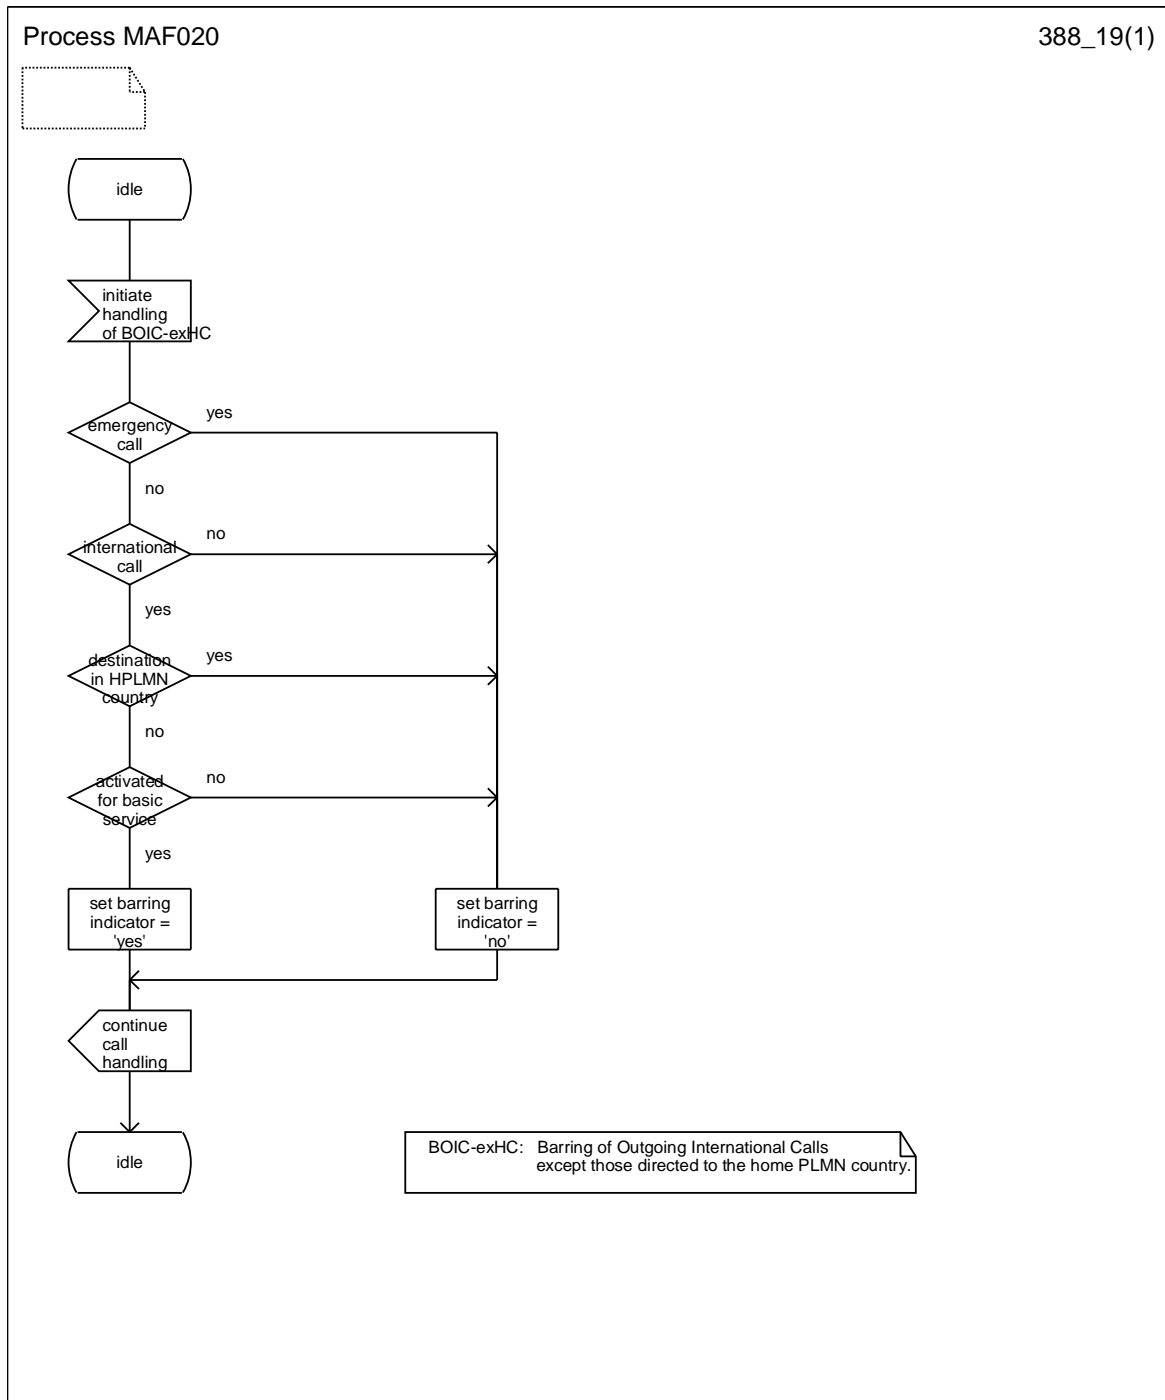 Process MAF020
388_19(1)
idle
initiate
handling
of BOIC-exHC
emergency
call
yes
no
international
call
no
yes
destination
in HPLMN
country
yes
no
activated
for basic
service
no
yes
set barring
indicator =
'yes'
set barring
indicator =
'no'
continue
call
handling
idle
BOIC-exHC: Barring of Outgoing International Calls
except those directed to the home PLMN country.